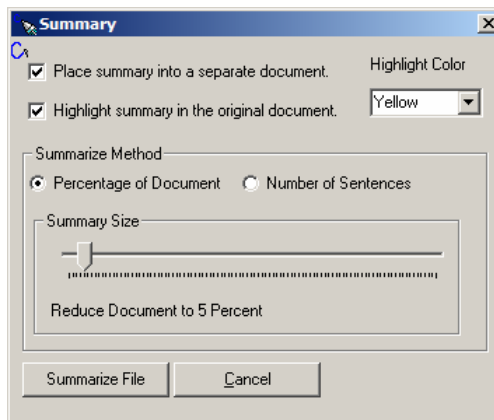 Summary
Place summary into a separate document.
Highlight Color
Highlight summary in the original document.
Yellow
Summarize Method
Percentage of Document
Number of Sentences
Summary Size
Reduce Document to 5 Percent
Summarize File
Cancel